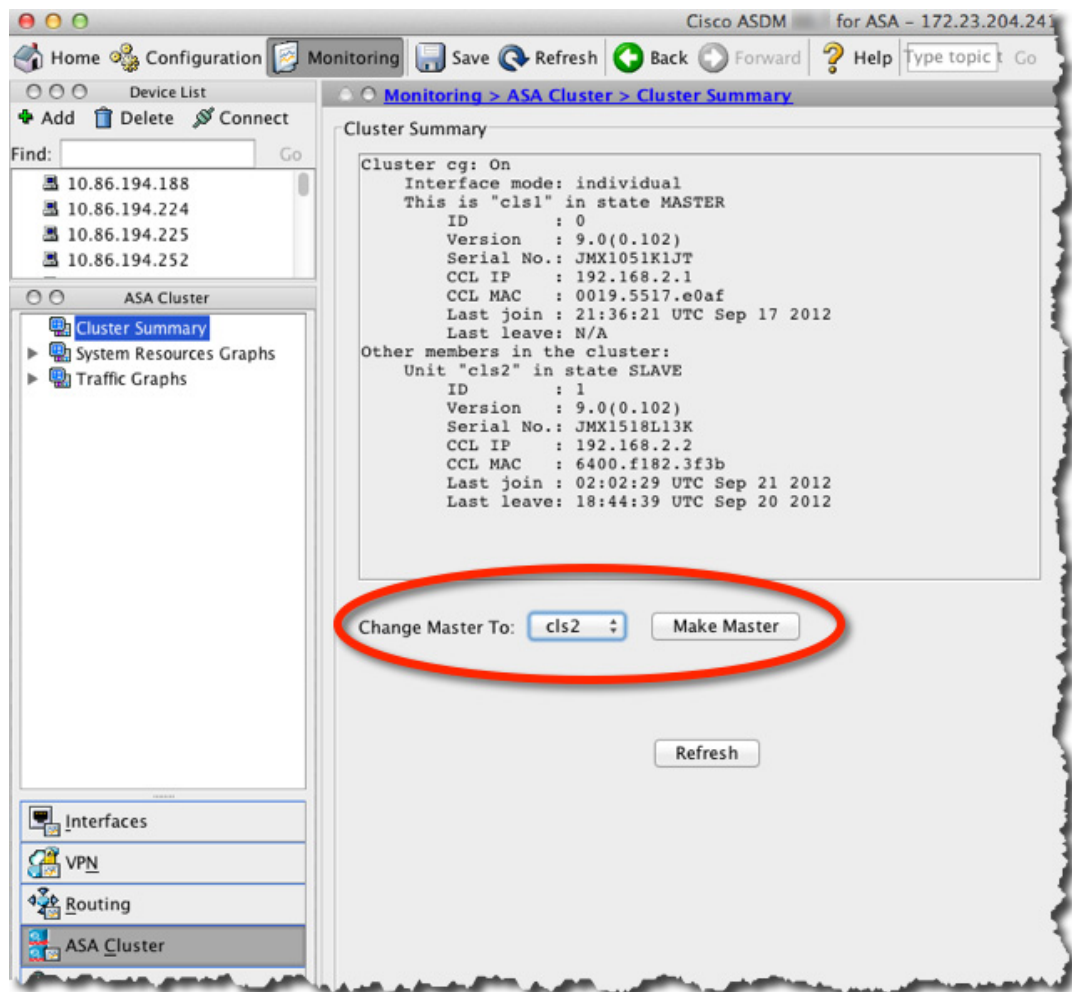 Cisco ASDM for ASA – 172.23.204.241
Home Configuration Monitoring Save Refresh Back Forward Help Type topic t Go
Device List
Add Delete Connect
Find: Go
10.86.194.188
10.86.194.224
10.86.194.225
10.86.194.252
ASA Cluster
Cluster Summary
System Resources Graphs
Traffic Graphs
Interfaces
VPN
Routing
ASA Cluster
Monitoring > ASA Cluster > Cluster Summary
Cluster Summary
Cluster cg: On
Interface mode: individual
This is "cls1" in state MASTER
ID : 0
Version : 9.0(0.102)
Serial No.: JMX1051K1JT
CCL IP : 192.168.2.1
CCL MAC : 0019.5517.e0af
Last join : 21:36:21 UTC Sep 17 2012
Last leave: N/A
Other members in the cluster:
Unit "cls2" in state SLAVE
ID : 1
Version : 9.0(0.102)
Serial No.: JMX1518L13K
CCL IP : 192.168.2.2
CCL MAC : 6400.f182.3f3b
Last join : 02:02:29 UTC Sep 21 2012
Last leave: 18:44:39 UTC Sep 20 2012
Change Master To: cls2 Make Master
Refresh